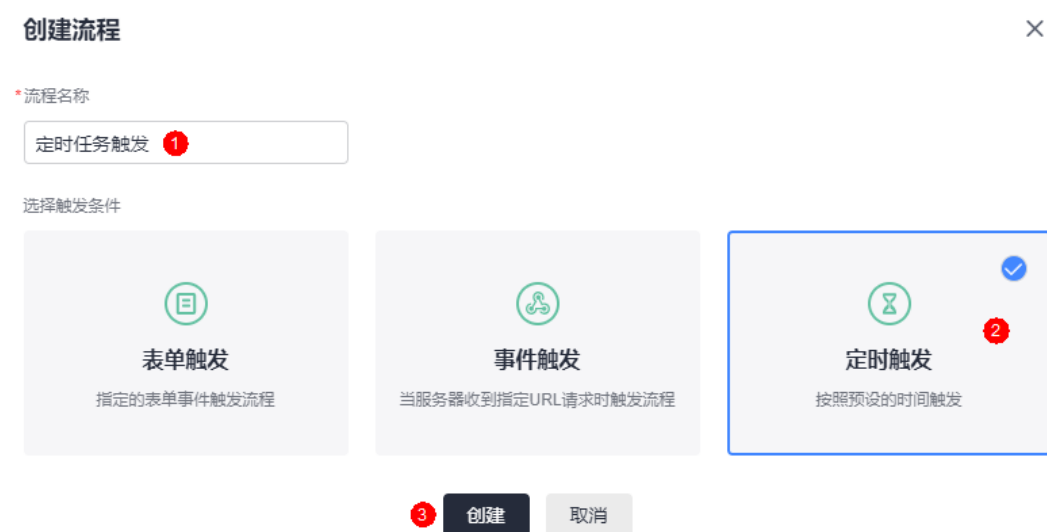 创建流程
*流程名称
定时任务触发 1
选择触发条件
表单触发
指定的表单事件触发流程
事件触发
当服务器收到指定URL请求时触发流程
2
定时触发
按照预设的时间触发
3 创建 取消